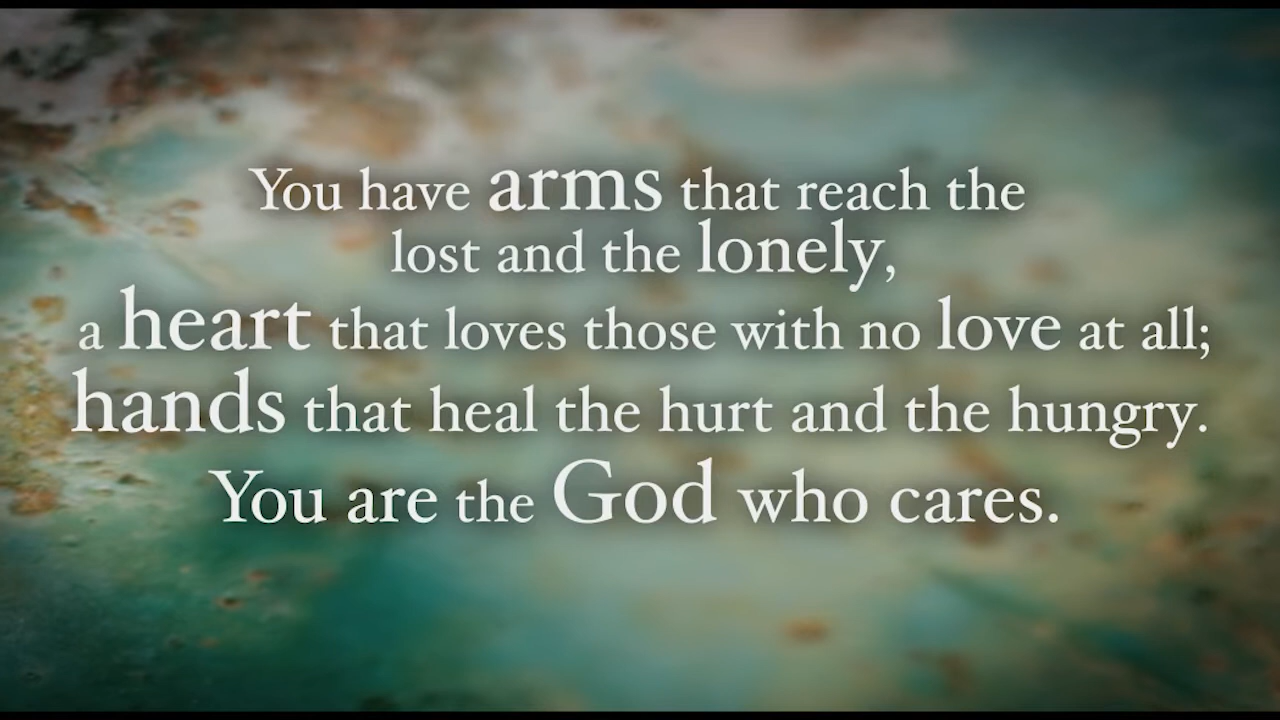 You have arms that reach the
lost and the lonely,
a heart that loves those with no love at all;
hands that heal the hurt and the hungry.
You are the God who cares.